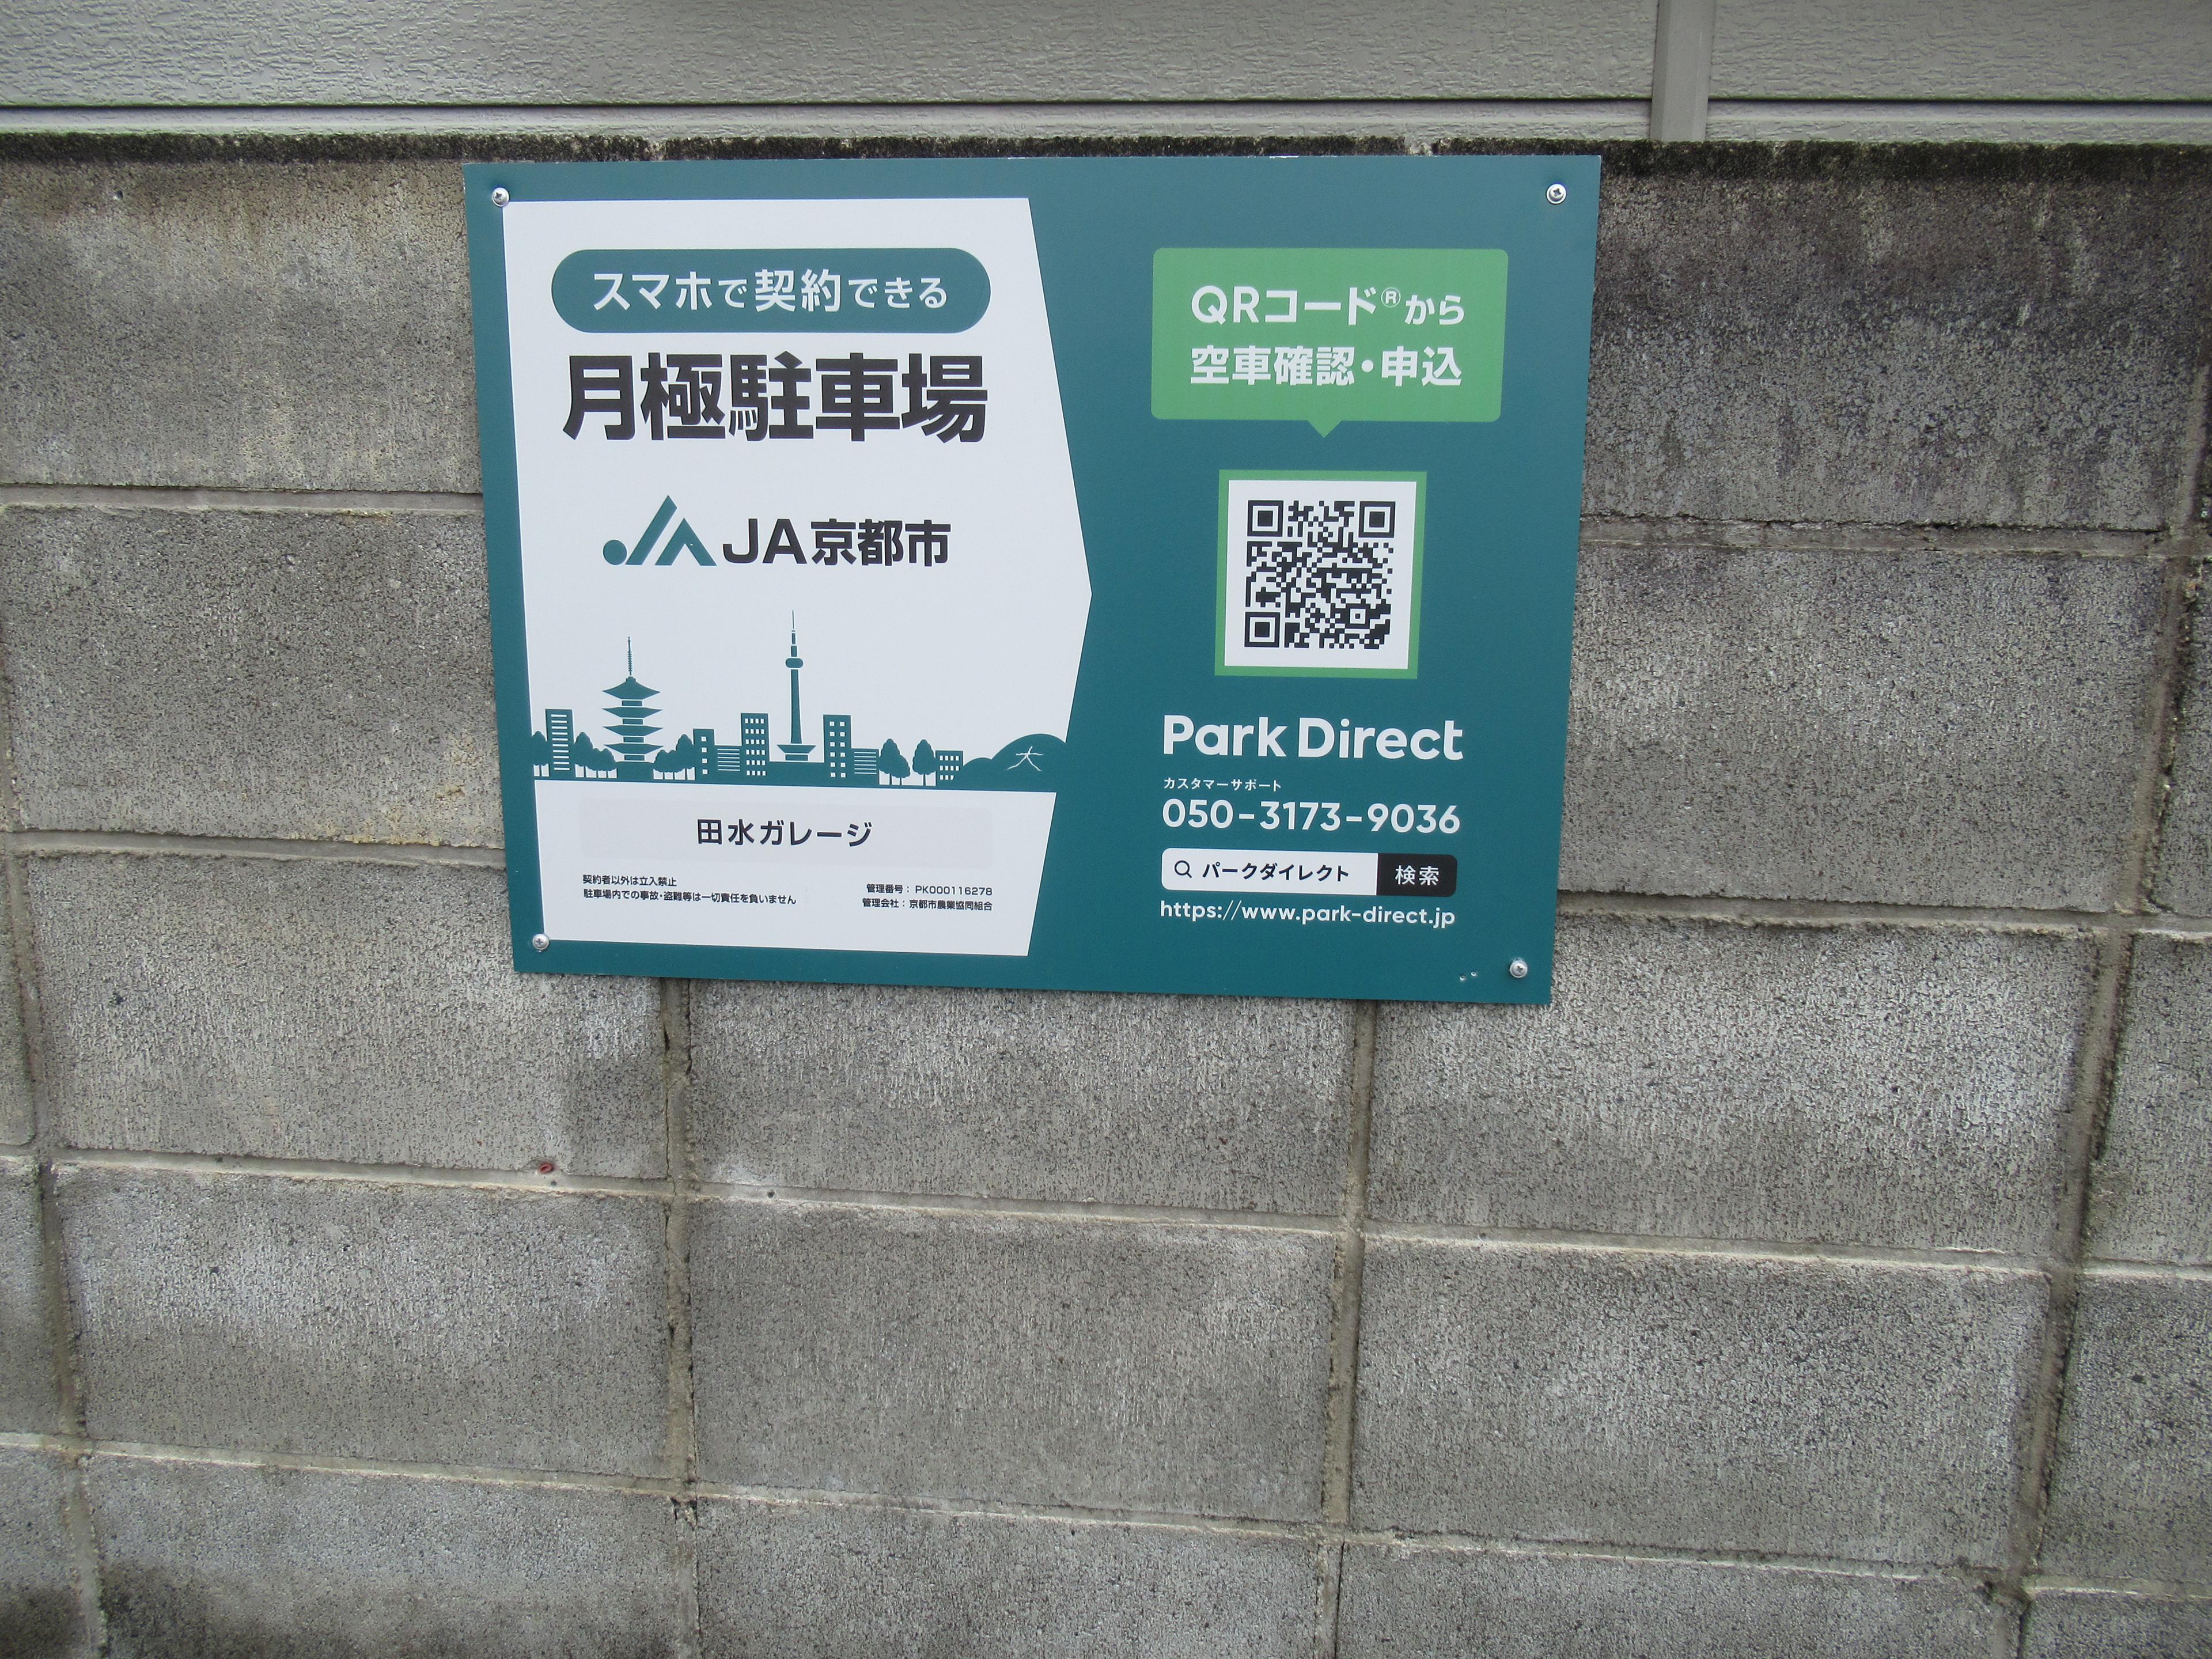 スマホで契約できる
月極駐車場
JA京都市
大
田水ガレージ
契約者以外は立入禁止
駐車場内での事故・盗難等は一切責任を負いません
管理番号：PK000116278
管理会社：京都市農業協同組合
QRコード®から
空車確認・申込
Park Direct
カスタマーサポート
050-3173-9036
パークダイレクト 検索
https://www.park-direct.jp